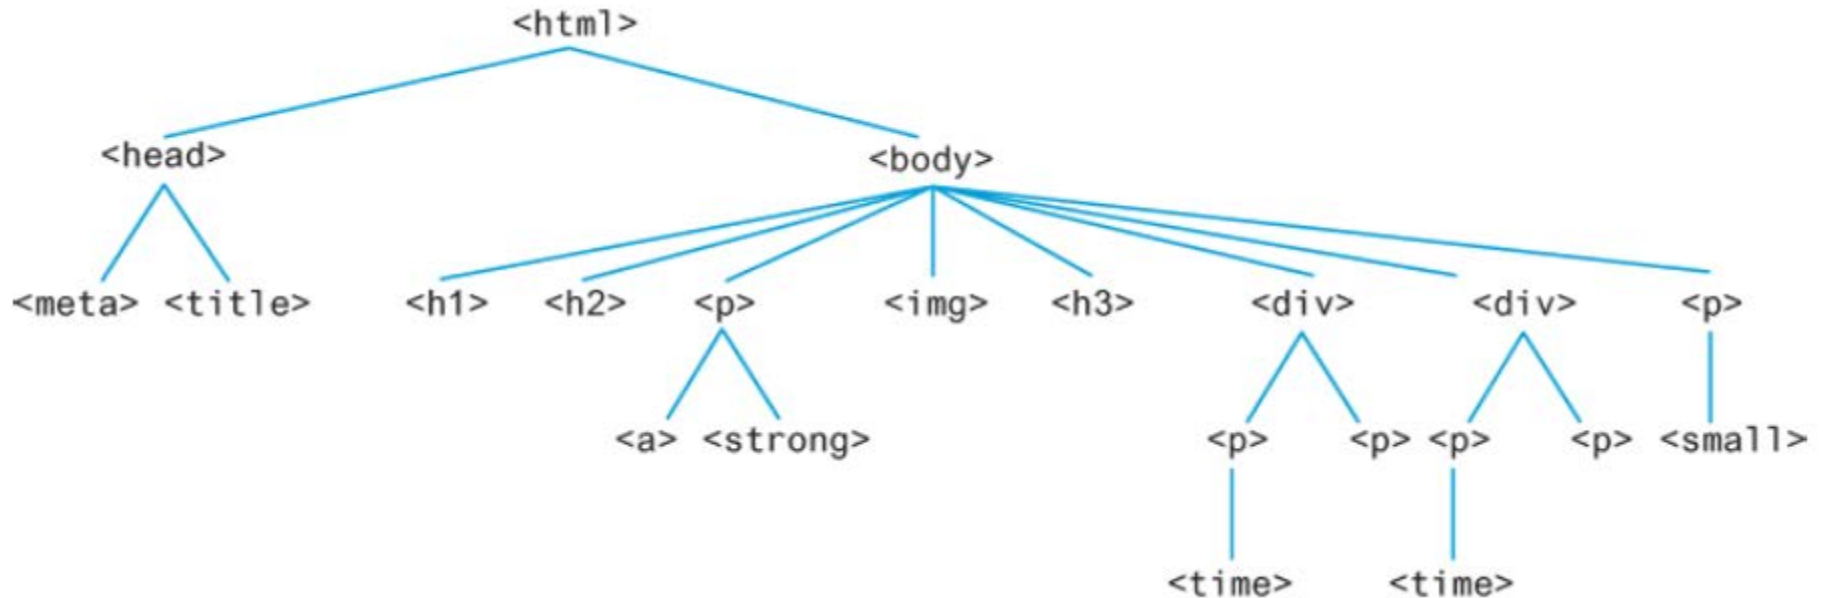 <html>
<head> <body>
<meta> <title> <h1> <h2> <p> <img> <h3> <div> <div> <p>
<a> <strong> <p> <p> <p> <p> <small>
<time> <time>